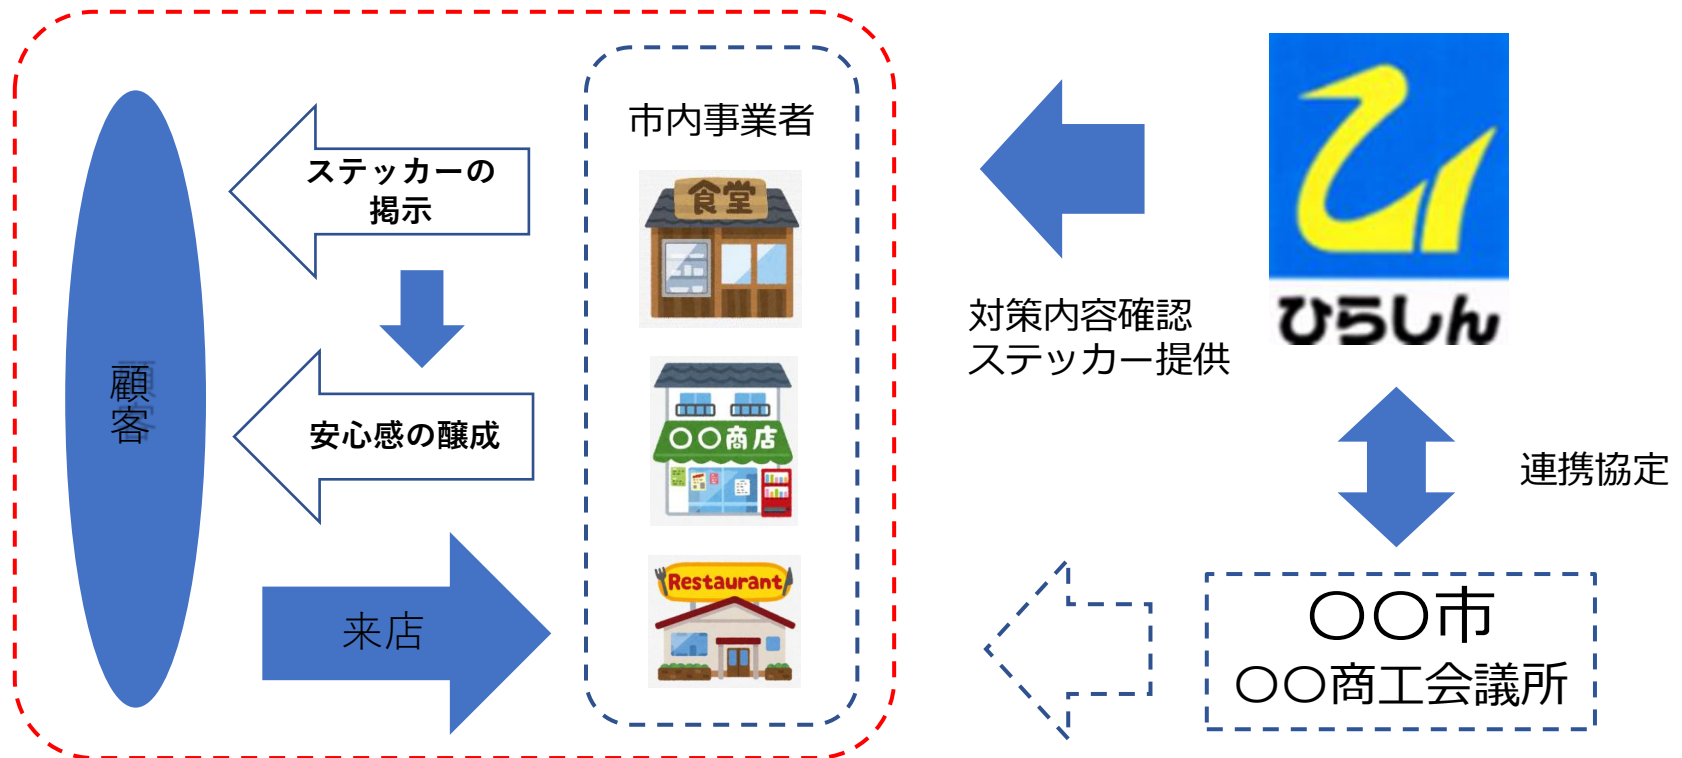 市内事業者
ステッカーの
掲示
食堂
顧客
安心感の醸成
〇〇商店
来店
Restaurant
対策内容確認
ステッカー提供
ひらしん
連携協定
〇〇市
〇〇商工会議所